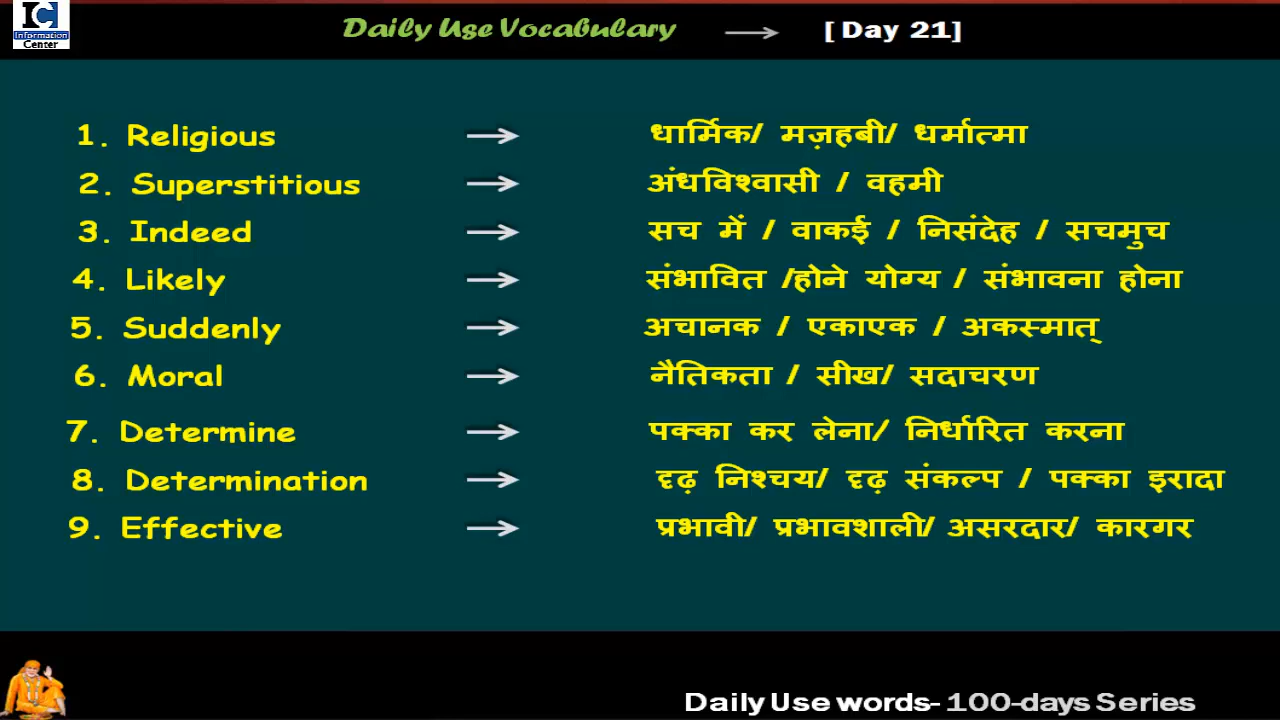 IC
Information
Center
Daily Use Vocabulary → [ Day 21]
1. Religious → धार्मिक/ मज़हबी/ धर्मात्मा
2. Superstitious → अंधविश्वासी / वहमी
3. Indeed → सच में / वाकई / निसंदेह / सचमुच
4. Likely → संभावित /होने योग्य / संभावना होना
5. Suddenly → अचानक / एकाएक / अकस्मात्
6. Moral → नैतिकता / सीख/ सदाचरण
7. Determine → पक्का कर लेना/ निर्धारित करना
8. Determination → दृढ़ निश्चय/ दृढ़ संकल्प / पक्का इरादा
9. Effective → प्रभावी/ प्रभावशाली/ असरदार/ कारगर
Daily Use words- 100-days Series